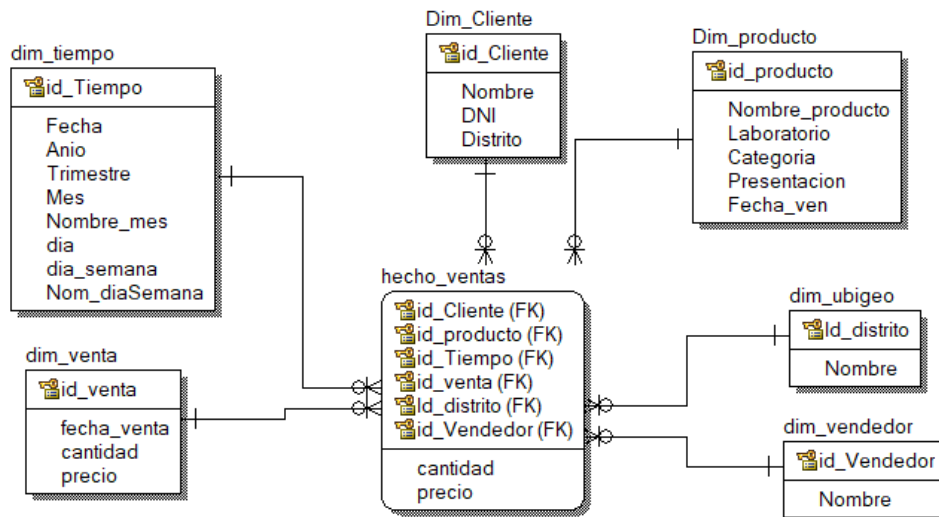 dim_tiempo
id_Tiempo
Fecha
Anio
Trimestre
Mes
Nombre_mes
dia
dia_semana
Nom_diaSemana
Dim_Cliente
id_Cliente
Nombre
DNI
Distrito
Dim_producto
id_producto
Nombre_producto
Laboratorio
Categoria
Presentacion
Fecha_ven
hecho_ventas
id_Cliente (FK)
id_producto (FK)
id_Tiempo (FK)
id_venta (FK)
Id_distrito (FK)
id_Vendedor (FK)
cantidad
precio
dim_venta
id_venta
fecha_venta
cantidad
precio
dim_ubigeo
Id_distrito
Nombre
dim_vendedor
id_Vendedor
Nombre